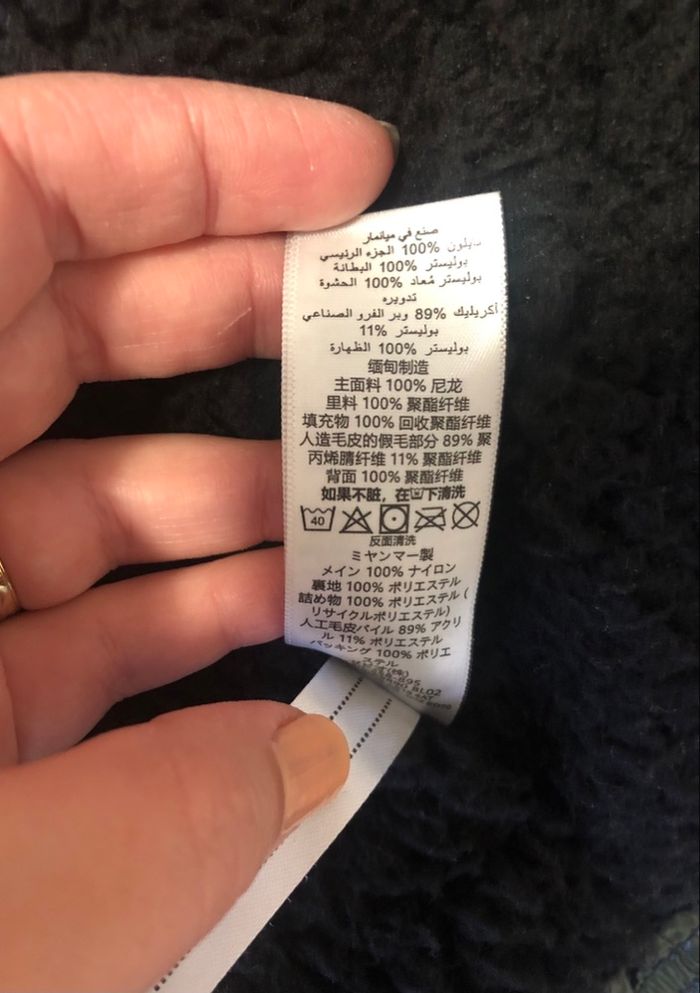 صنع في ميانمار
نايلون 100% الجزء الرئيسي
بوليستر 100% البطانة
بوليستر مُعاد 100% الحشوة
تدويره
أكريليك 89% وبر الفرو الصناعي
بوليستر 11%
بوليستر 100% الظهارة
缅甸制造
主面料 100% 尼龙
里料 100% 聚酯纤维
填充物 100% 回收聚酯纤维
人造毛皮的假毛部分 89% 聚
丙烯腈纤维 11% 聚酯纤维
背面 100% 聚酯纤维
如果不脏，在 下清洗
40
反面清洗
ミヤンマー製
メイン 100% ナイロン
裏地 100% ポリエステル
詰め物 100% ポリエステル (
リサイクルポリエステル)
人工毛皮パイル 89% アクリ
ル 11% ポリエステル
バッキング 100% ポリエ
ステル
BL02